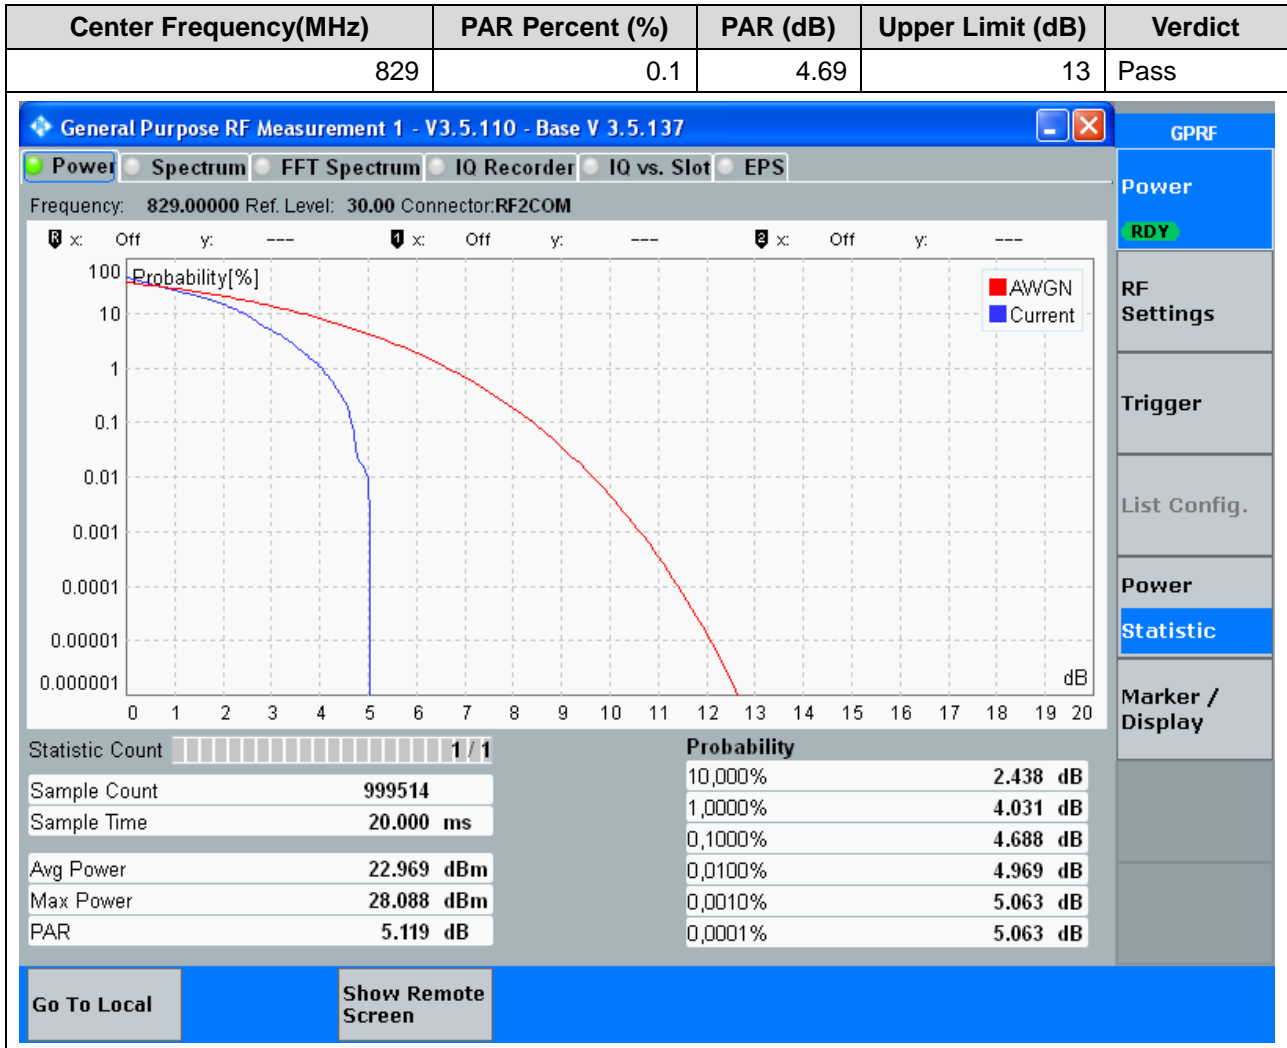 Center Frequency(MHz) PAR Percent (%) PAR (dB) Upper Limit (dB) Verdict
829 0.1 4.69 13 Pass
General Purpose RF Measurement 1 - V3.5.110 - Base V 3.5.137
GPRF
Power Spectrum FFT Spectrum IQ Recorder IQ vs. Slot EPS
Frequency: 829.00000 Ref. Level: 30.00 Connector:RF2COM
R x: Off y: --- 1 x: Off y: --- 2 x: Off y: ---
Probability[%]
AWGN
Current
100
10
1
0.1
0.01
0.001
0.0001
0.00001
0.000001
dB
0 1 2 3 4 5 6 7 8 9 10 11 12 13 14 15 16 17 18 19 20
Statistic Count 1 / 1
Sample Count 999514
Sample Time 20.000 ms
Avg Power 22.969 dBm
Max Power 28.088 dBm
PAR 5.119 dB
Probability
10,000% 2.438 dB
1,0000% 4.031 dB
0,1000% 4.688 dB
0,0100% 4.969 dB
0,0010% 5.063 dB
0,0001% 5.063 dB
Power
RDY
RF
Settings
Trigger
List Config.
Power
Statistic
Marker /
Display
Go To Local
Show Remote
Screen